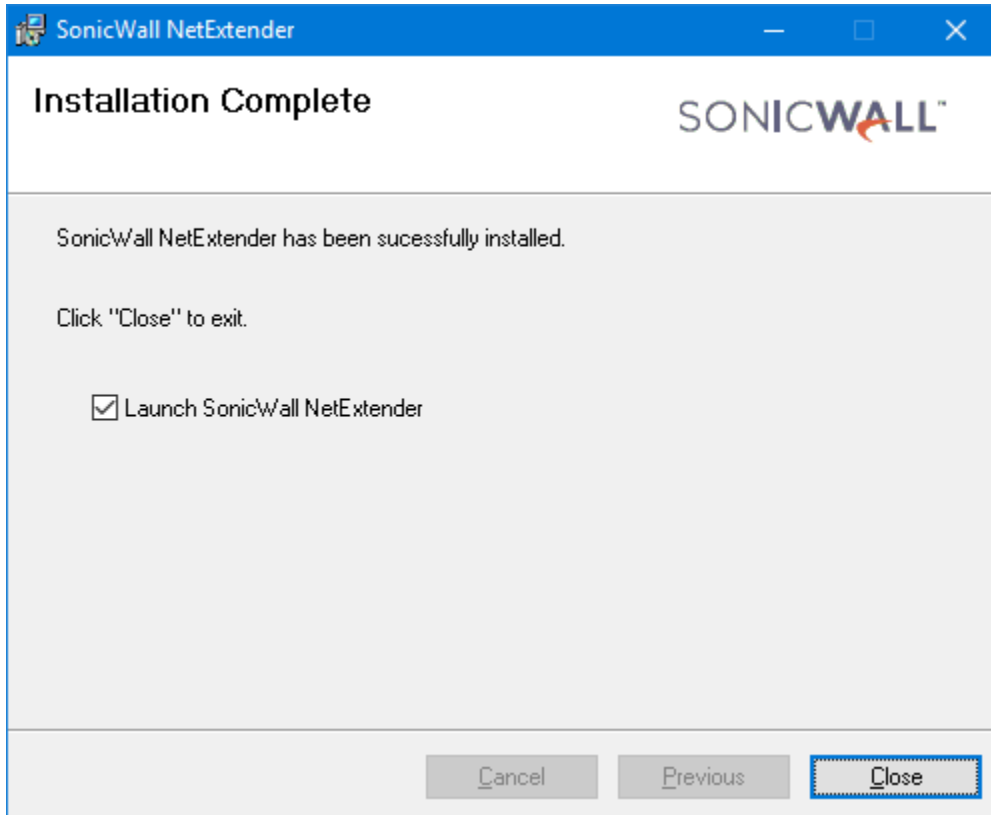 SonicWall NetExtender
Installation Complete
SONICWALL™
SonicWall NetExtender has been sucessfully installed.
Click "Close" to exit.
Launch SonicWall NetExtender
Cancel
Previous
Close